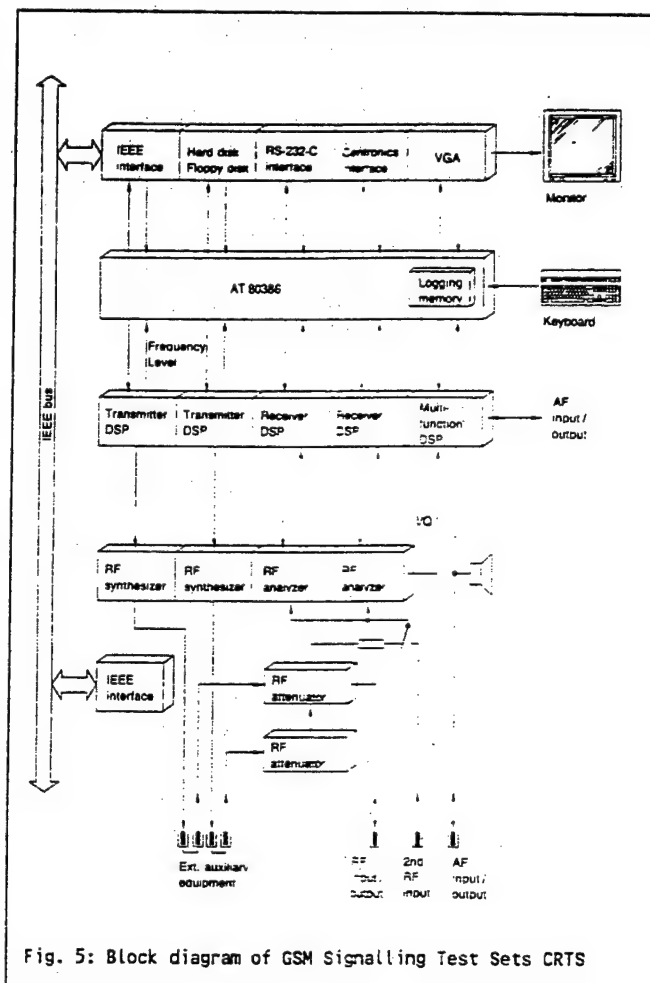 IEEE
interface
Hard disk
Floppy disk
RS-232-C
interface
Centronics
interface
VGA
Monitor
AT 80386
Logging
memory
Keyboard
Frequency
Level
IEEE bus
Transmitter
DSP
Transmitter
DSP
Receiver
DSP
Receiver
DSP
Multi-
function
DSP
AF
input /
output
I/Q
RF
synthesizer
RF
synthesizer
RF
analyzer
RF
analyzer
IEEE
interface
RF
attenuator
RF
attenuator
Ext. auxiliary
equipment
RF
input/
output
2nd
RF
input
AF
input /
output
Fig. 5: Block diagram of GSM Signalling Test Sets CRTS